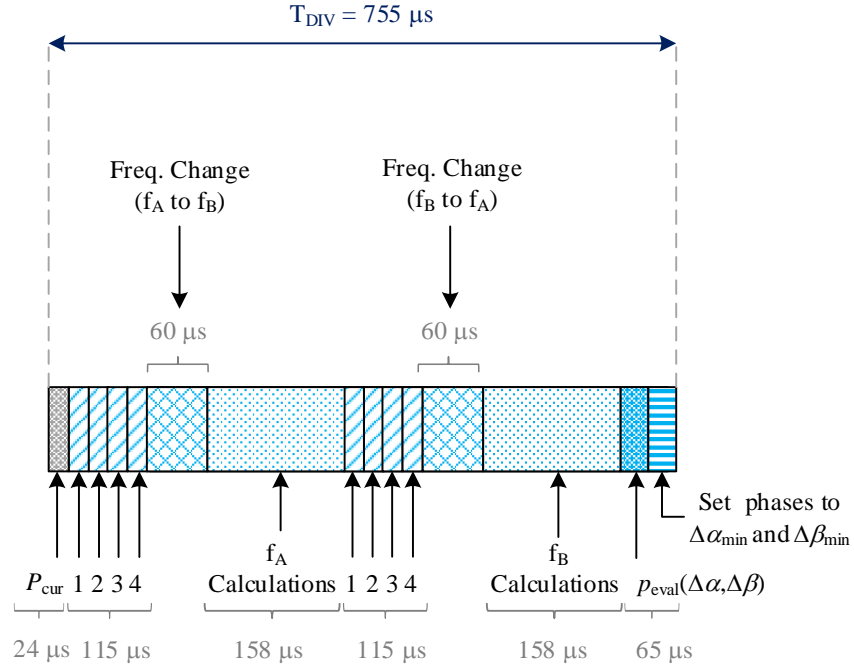 T_DIV = 755 μs
Freq. Change
(f_A to f_B)
Freq. Change
(f_B to f_A)
60 μs
60 μs
Set phases to
Δα_min and Δβ_min
P_cur 1 2 3 4
f_A
Calculations
1 2 3 4
f_B
Calculations
p_eval(Δα,Δβ)
24 μs 115 μs 158 μs 115 μs 158 μs 65 μs